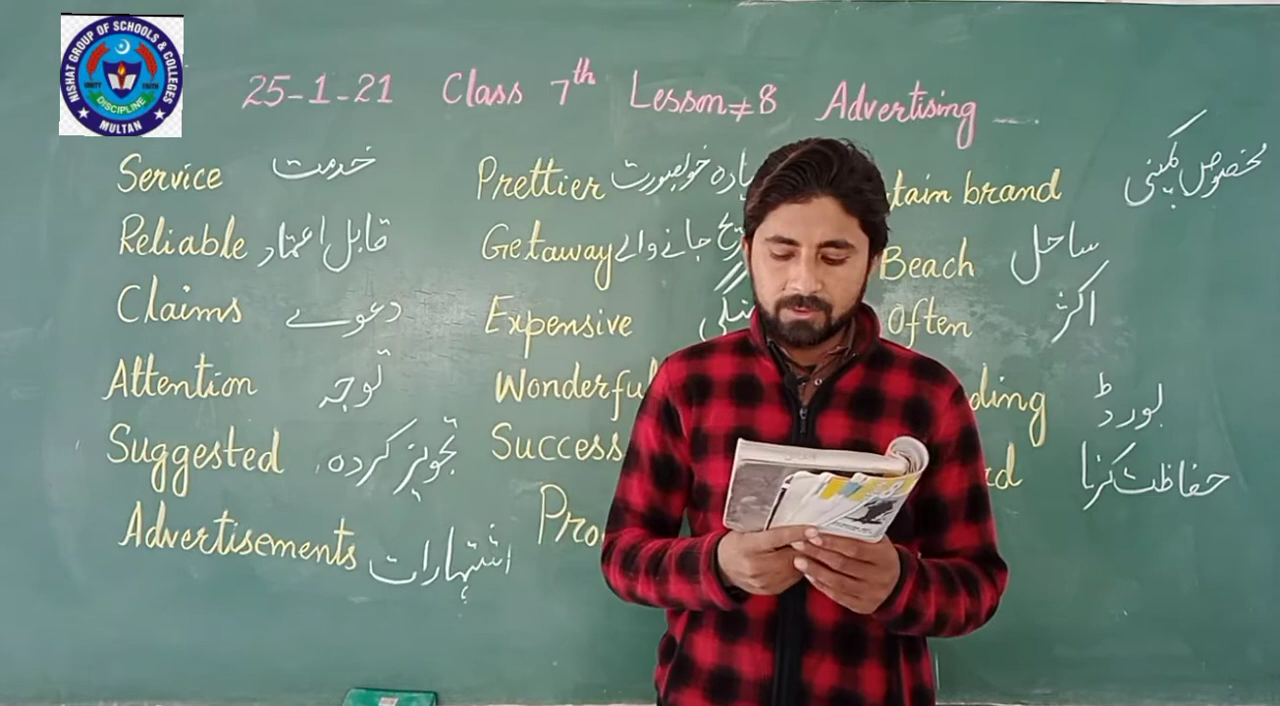 NISHAT GROUP OF SCHOOLS & COLLEGES
UNITY FAITH
DISCIPLINE
MULTAN
25-1-21 Class 7th Lesson # 8 Advertising
Service خدمت
Reliable قابل اعتماد
Claims دعوے
Attention توجہ
Suggested تجویز کردہ
Advertisements اشتہارات
Prettier خوبصورت
Getaway جانے والے
Expensive
Wonderful
Success
brand مخصوص کمپنی
Beach ساحل
Often اکثر
بورڈ
حفاظت کرنا